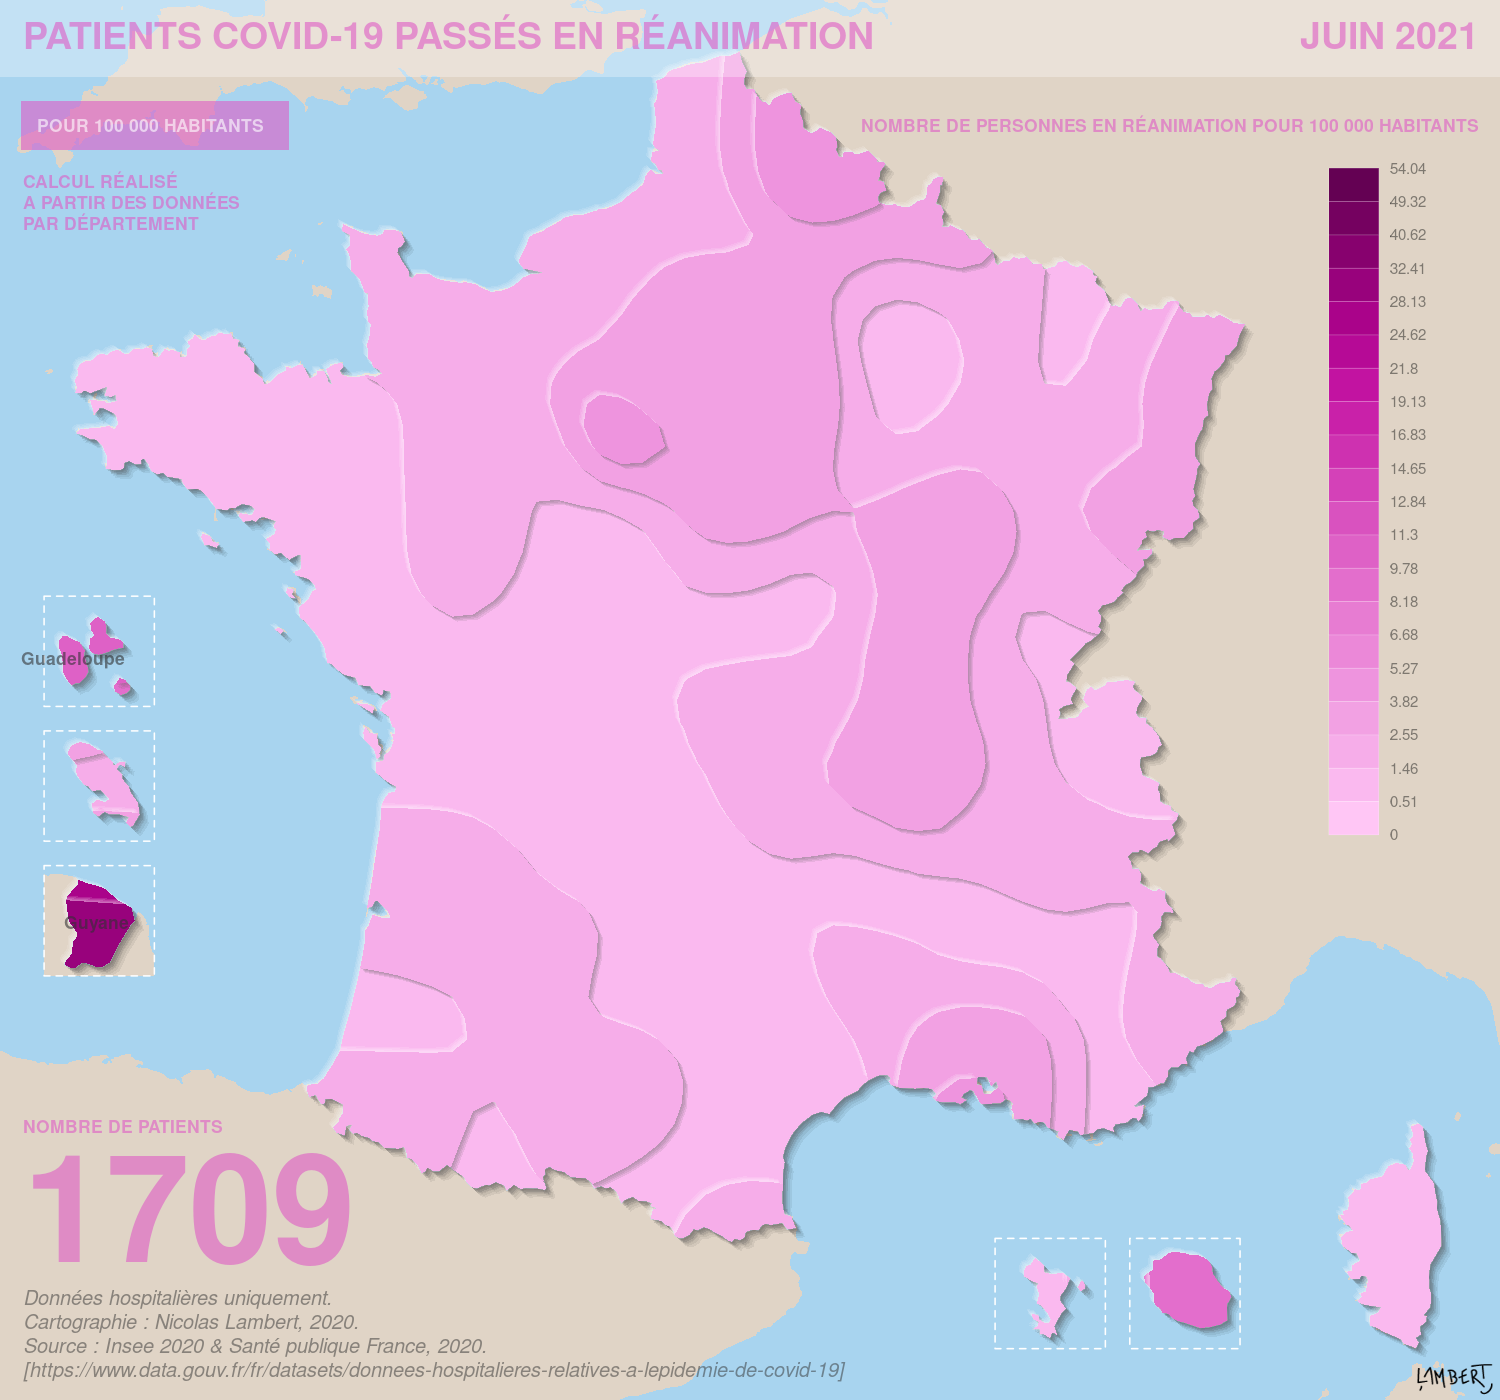 PATIENTS COVID-19 PASSÉS EN RÉANIMATION
JUIN 2021
POUR 100 000 HABITANTS
CALCUL RÉALISÉ
A PARTIR DES DONNÉES
PAR DÉPARTEMENT
NOMBRE DE PERSONNES EN RÉANIMATION POUR 100 000 HABITANTS
54.04
49.32
40.62
32.41
28.13
24.62
21.8
19.13
16.83
14.65
12.84
11.3
9.78
8.18
6.68
5.27
3.82
2.55
1.46
0.51
0
Guadeloupe
Guyane
NOMBRE DE PATIENTS
1709
Données hospitalières uniquement.
Cartographie : Nicolas Lambert, 2020.
Source : Insee 2020 & Santé publique France, 2020.
[https://www.data.gouv.fr/fr/datasets/donnees-hospitalieres-relatives-a-lepidemie-de-covid-19]
LAMBERT